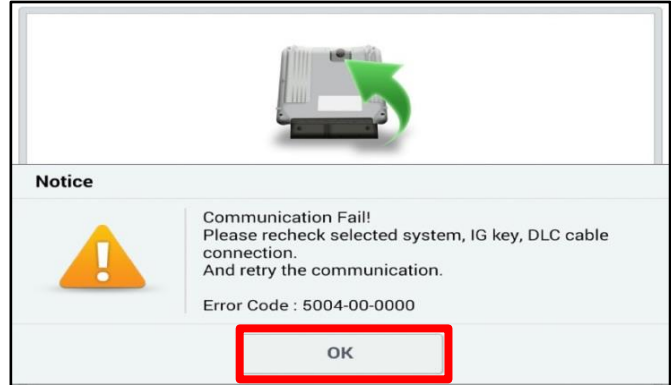 Notice
Communication Fail!
Please recheck selected system, IG key, DLC cable
connection.
And retry the communication.
Error Code : 5004-00-0000
OK